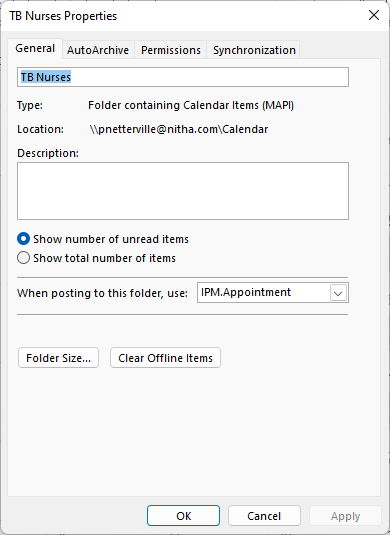 TB Nurses Properties
General AutoArchive Permissions Synchronization
TB Nurses
Type: Folder containing Calendar Items (MAPI)
Location: \\pnetterville@nitha.com\Calendar
Description:
Show number of unread items
Show total number of items
When posting to this folder, use: IPM.Appointment
Folder Size... Clear Offline Items
OK Cancel Apply